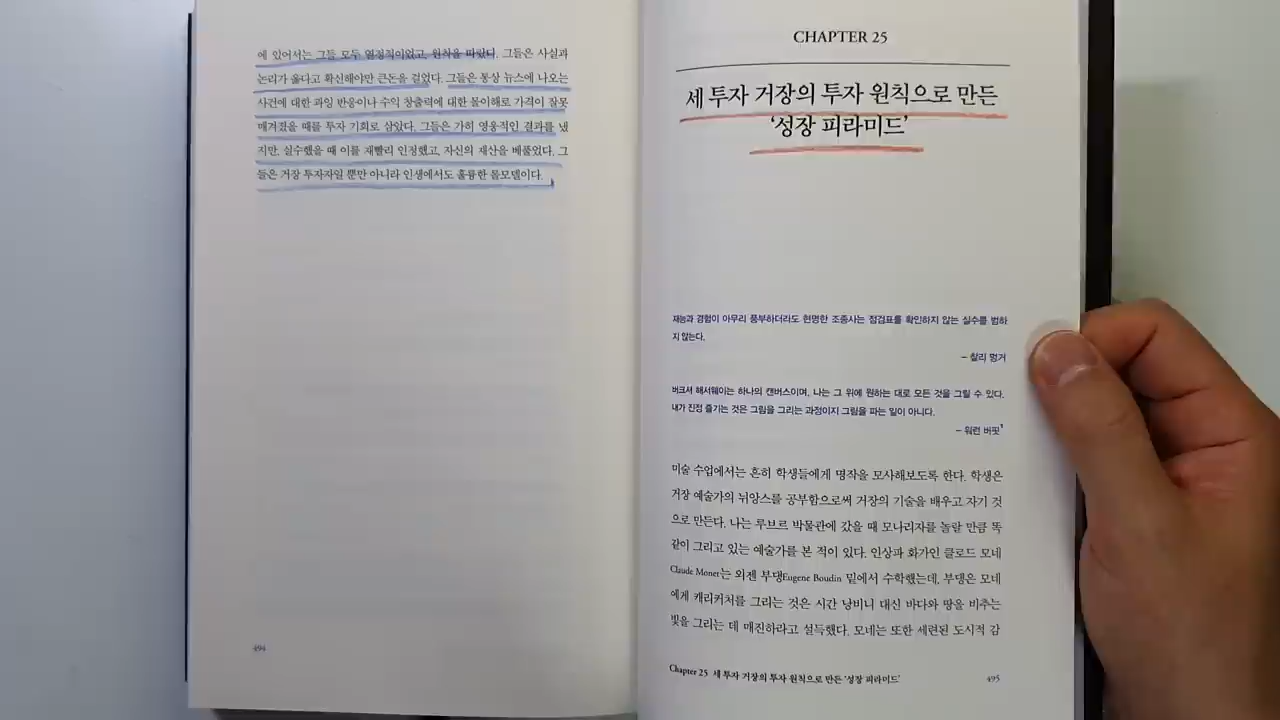 에 있어서는 그들 모두 열정적이었고, 원칙을 따랐다. 그들은 사실과
논리가 옳다고 확신해야만 큰돈을 걸었다. 그들은 통상 뉴스에 나오는
사건에 대한 과잉 반응이나 수익 창출력에 대한 몰이해로 가격이 잘못
매겨졌을 때를 투자 기회로 삼았다. 그들은 가히 영웅적인 결과를 냈
지만, 실수했을 때 이를 재빨리 인정했고, 자신의 재산을 베풀었다. 그
들은 거장 투자자일 뿐만 아니라 인생에서도 훌륭한 롤모델이다.
494
CHAPTER 25
세 투자 거장의 투자 원칙으로 만든
‘성장 피라미드’
재능과 경험이 아무리 풍부하더라도 현명한 조종사는 점검표를 확인하지 않는 실수를 범하
지 않는다.
– 찰리 멍거
버크셔 해서웨이는 하나의 캔버스이며, 나는 그 위에 원하는 대로 모든 것을 그릴 수 있다.
내가 진정 즐기는 것은 그림을 그리는 과정이지 그림을 파는 일이 아니다.
– 워런 버핏¹
미술 수업에서는 흔히 학생들에게 명작을 모사해보도록 한다. 학생은
거장 예술가의 뉘앙스를 공부함으로써 거장의 기술을 배우고 자기 것
으로 만든다. 나는 루브르 박물관에 갔을 때 모나리자를 놀랄 만큼 똑
같이 그리고 있는 예술가를 본 적이 있다. 인상파 화가인 클로드 모네
Claude Monet는 외젠 부댕Eugene Boudin 밑에서 수학했는데, 부댕은 모네
에게 캐리커처를 그리는 것은 시간 낭비니 대신 바다와 땅을 비추는
빛을 그리는 데 매진하라고 설득했다. 모네는 또한 세련된 도시적 감
Chapter 25 세 투자 거장의 투자 원칙으로 만든 ‘성장 피라미드’
495